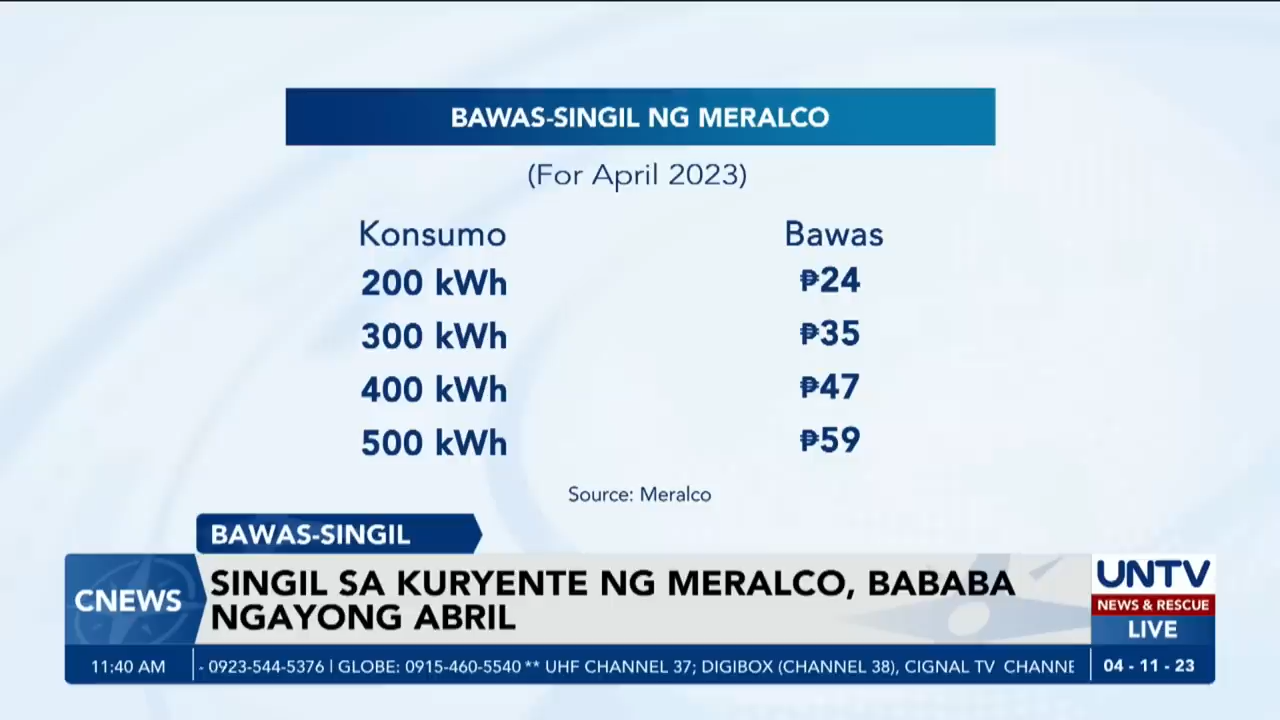 BAWAS-SINGIL NG MERALCO
(For April 2023)
Konsumo Bawas
200 kWh ₱24
300 kWh ₱35
400 kWh ₱47
500 kWh ₱59
Source: Meralco
BAWAS-SINGIL
CNEWS
SINGIL SA KURYENTE NG MERALCO, BABABA
NGAYONG ABRIL
UNTV
NEWS & RESCUE
LIVE
11:40 AM
- 0923-544-5376 | GLOBE: 0915-460-5540 ** UHF CHANNEL 37; DIGIBOX (CHANNEL 38), CIGNAL TV CHANNE
04 - 11 - 23